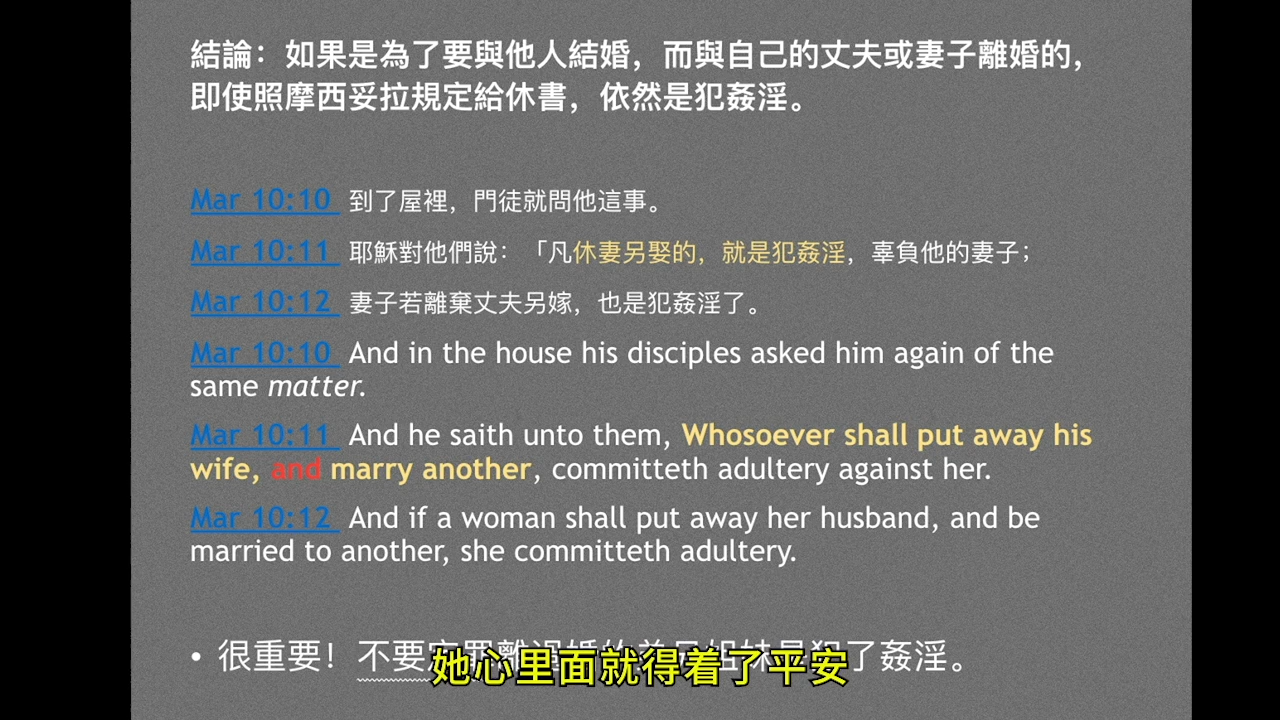 結論：如果是為了要與他人結婚，而與自己的丈夫或妻子離婚的，
即使照摩西妥拉規定給休書，依然是犯姦淫。
Mar 10:10 到了屋裡，門徒就問他這事。
Mar 10:11 耶穌對他們說：「凡休妻另娶的，就是犯姦淫，辜負他的妻子；
Mar 10:12 妻子若離棄丈夫另嫁，也是犯姦淫了。
Mar 10:10 And in the house his disciples asked him again of the
same matter.
Mar 10:11 And he saith unto them, Whosoever shall put away his
wife, and marry another, committeth adultery against her.
Mar 10:12 And if a woman shall put away her husband, and be
married to another, she committeth adultery.
• 很重要！不要了姦淫。
她心里面就得着了平安